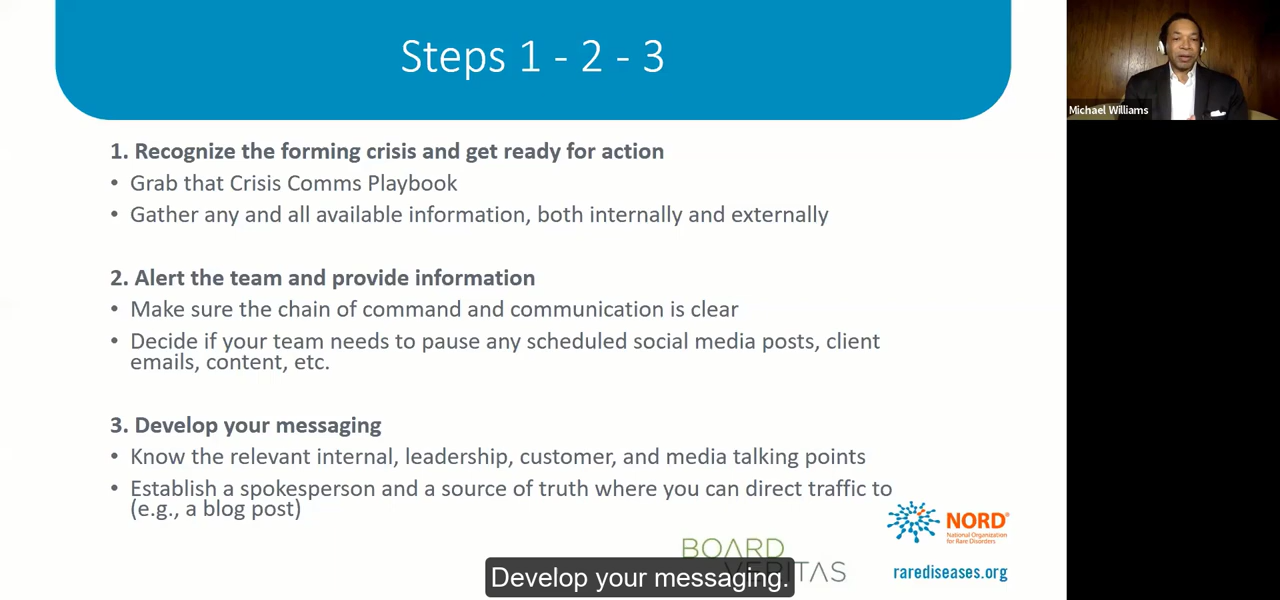 Steps 1 - 2 - 3
Michael Williams
1. Recognize the forming crisis and get ready for action
• Grab that Crisis Comms Playbook
• Gather any and all available information, both internally and externally
2. Alert the team and provide information
• Make sure the chain of command and communication is clear
• Decide if your team needs to pause any scheduled social media posts, client
emails, content, etc.
3. Develop your messaging
• Know the relevant internal, leadership, customer, and media talking points
• Establish a spokesperson and a source of truth where you can direct traffic to
(e.g., a blog post)
NORD®
National Organization
for Rare Disorders
BOARD
VERITAS
rarediseases.org
Develop your messaging.